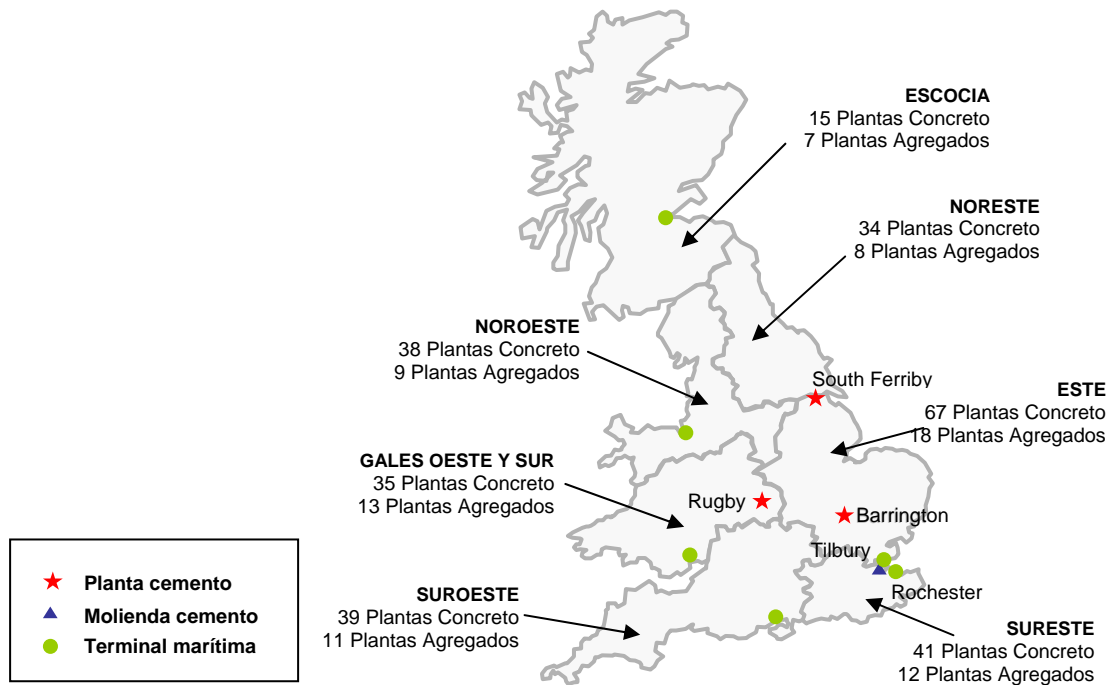 ESCOCIA
15 Plantas Concreto
7 Plantas Agregados
NORESTE
34 Plantas Concreto
8 Plantas Agregados
NOROESTE
38 Plantas Concreto
9 Plantas Agregados
South Ferriby
ESTE
67 Plantas Concreto
18 Plantas Agregados
GALES OESTE Y SUR
35 Plantas Concreto
13 Plantas Agregados
Rugby
Barrington
Tilbury
Rochester
SUROESTE
39 Plantas Concreto
11 Plantas Agregados
SURESTE
41 Plantas Concreto
12 Plantas Agregados
Planta cemento
Molienda cemento
Terminal marítima